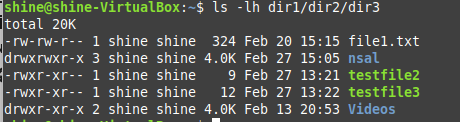 shine@shine-VirtualBox:~$ ls -lh dir1/dir2/dir3
total 20K
-rw-rw-r-- 1 shine shine  324 Feb 20 15:15 file1.txt
drwxrwxr-x 3 shine shine 4.0K Feb 27 15:05 nsal
-rwxr-xr-- 1 shine shine    9 Feb 27 13:21 testfile2
-rwxr-xr-- 1 shine shine   12 Feb 27 13:22 testfile3
drwxr-xr-x 2 shine shine 4.0K Feb 13 20:53 Videos